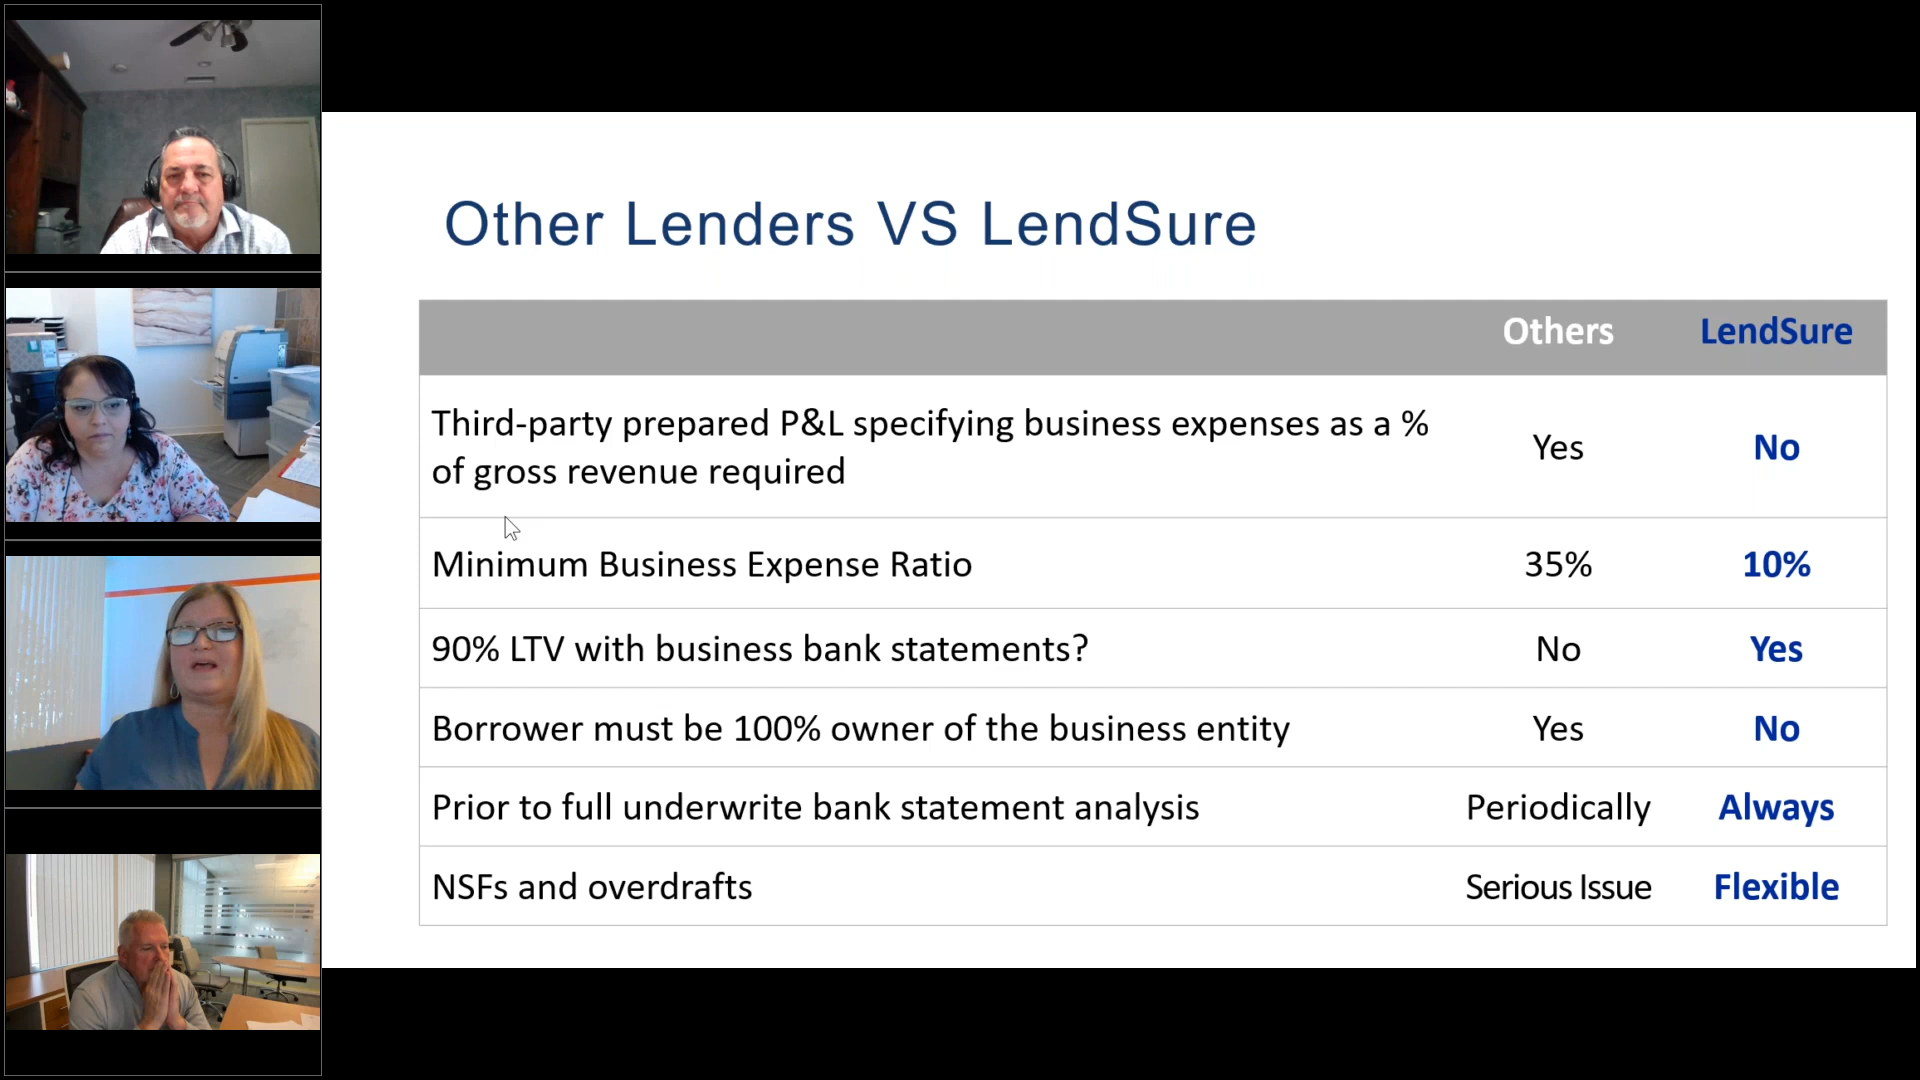 Other Lenders VS LendSure
Others LendSure
Third-party prepared P&L specifying business expenses as a %
of gross revenue required Yes No
Minimum Business Expense Ratio 35% 10%
90% LTV with business bank statements? No Yes
Borrower must be 100% owner of the business entity Yes No
Prior to full underwrite bank statement analysis Periodically Always
NSFs and overdrafts Serious Issue Flexible